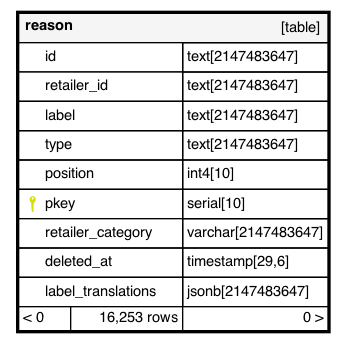 reason [table]
id text[2147483647]
retailer_id text[2147483647]
label text[2147483647]
type text[2147483647]
position int4[10]
pkey serial[10]
retailer_category varchar[2147483647]
deleted_at timestamp[29,6]
label_translations jsonb[2147483647]
< 0 16,253 rows 0 >